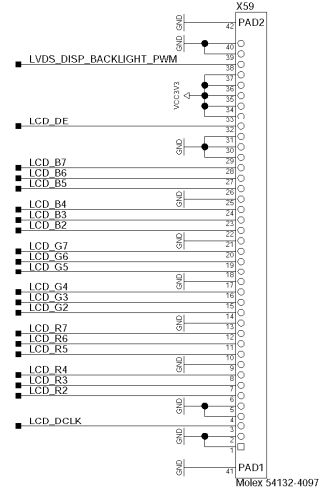 X59
GND 42 PAD2
GND 40
39
LVDS_DISP_BACKLIGHT_PWM 38
37
36
VCC3V3 35
34
33
LCD_DE 32
31
GND 30
29
LCD_B7 28
LCD_B6 27
LCD_B5 26
GND 25
LCD_B4 24
LCD_B3 23
LCD_B2 22
GND 21
LCD_G7 20
LCD_G6 19
LCD_G5 18
GND 17
LCD_G4 16
LCD_G3 15
LCD_G2 14
GND 13
LCD_R7 12
LCD_R6 11
LCD_R5 10
GND 9
LCD_R4 8
LCD_R3 7
LCD_R2 6
GND 5
4
LCD_DCLK 3
GND 2
1
GND 41 PAD1
Molex 54132-4097